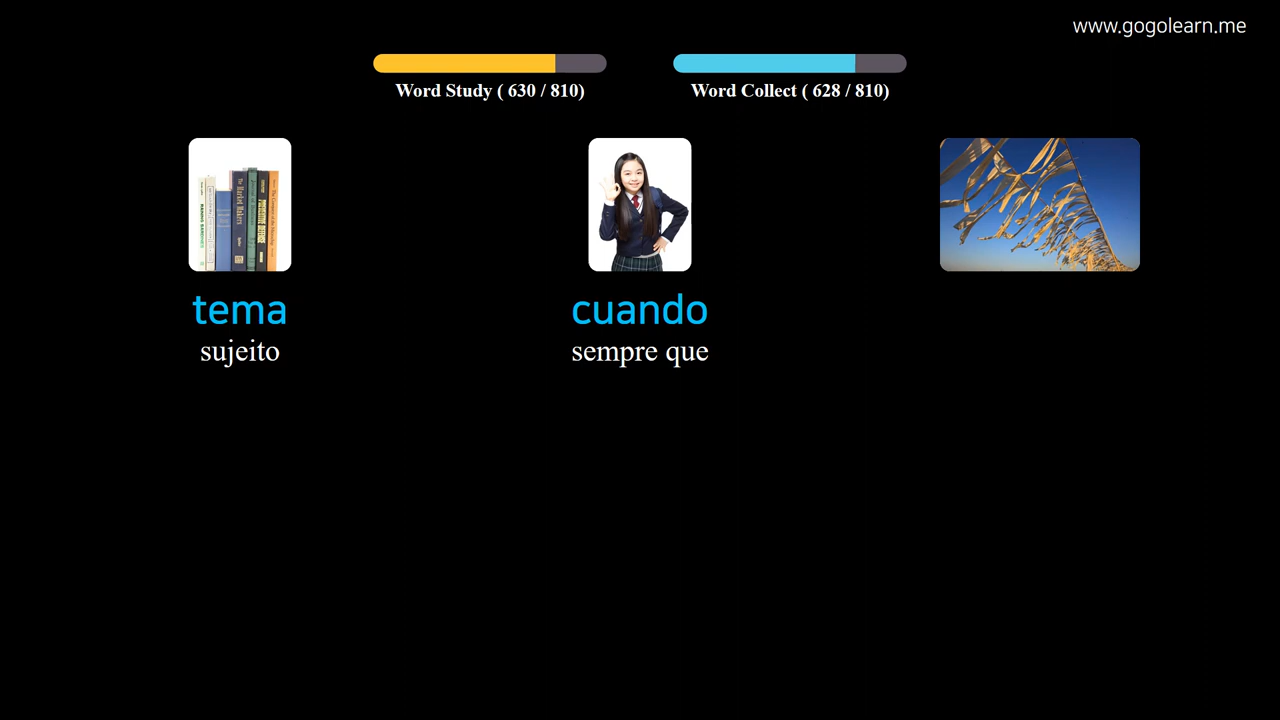 www.gogolearn.me
Word Study ( 630 / 810)
Word Collect ( 628 / 810)
tema
sujeito
cuando
sempre que